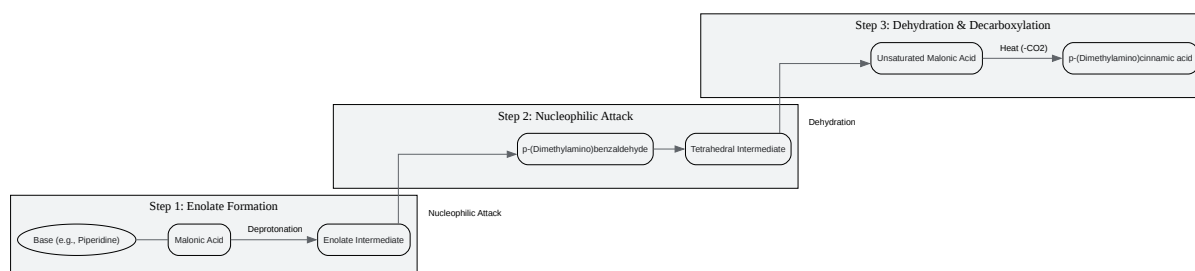 Step 3: Dehydration & Decarboxylation
Unsaturated Malonic Acid
Heat (-CO2)
p-(Dimethylamino)cinnamic acid
Step 2: Nucleophilic Attack
Dehydration
p-(Dimethylamino)benzaldehyde
Tetrahedral Intermediate
Step 1: Enolate Formation
Nucleophilic Attack
Base (e.g., Piperidine)
Malonic Acid
Deprotonation
Enolate Intermediate